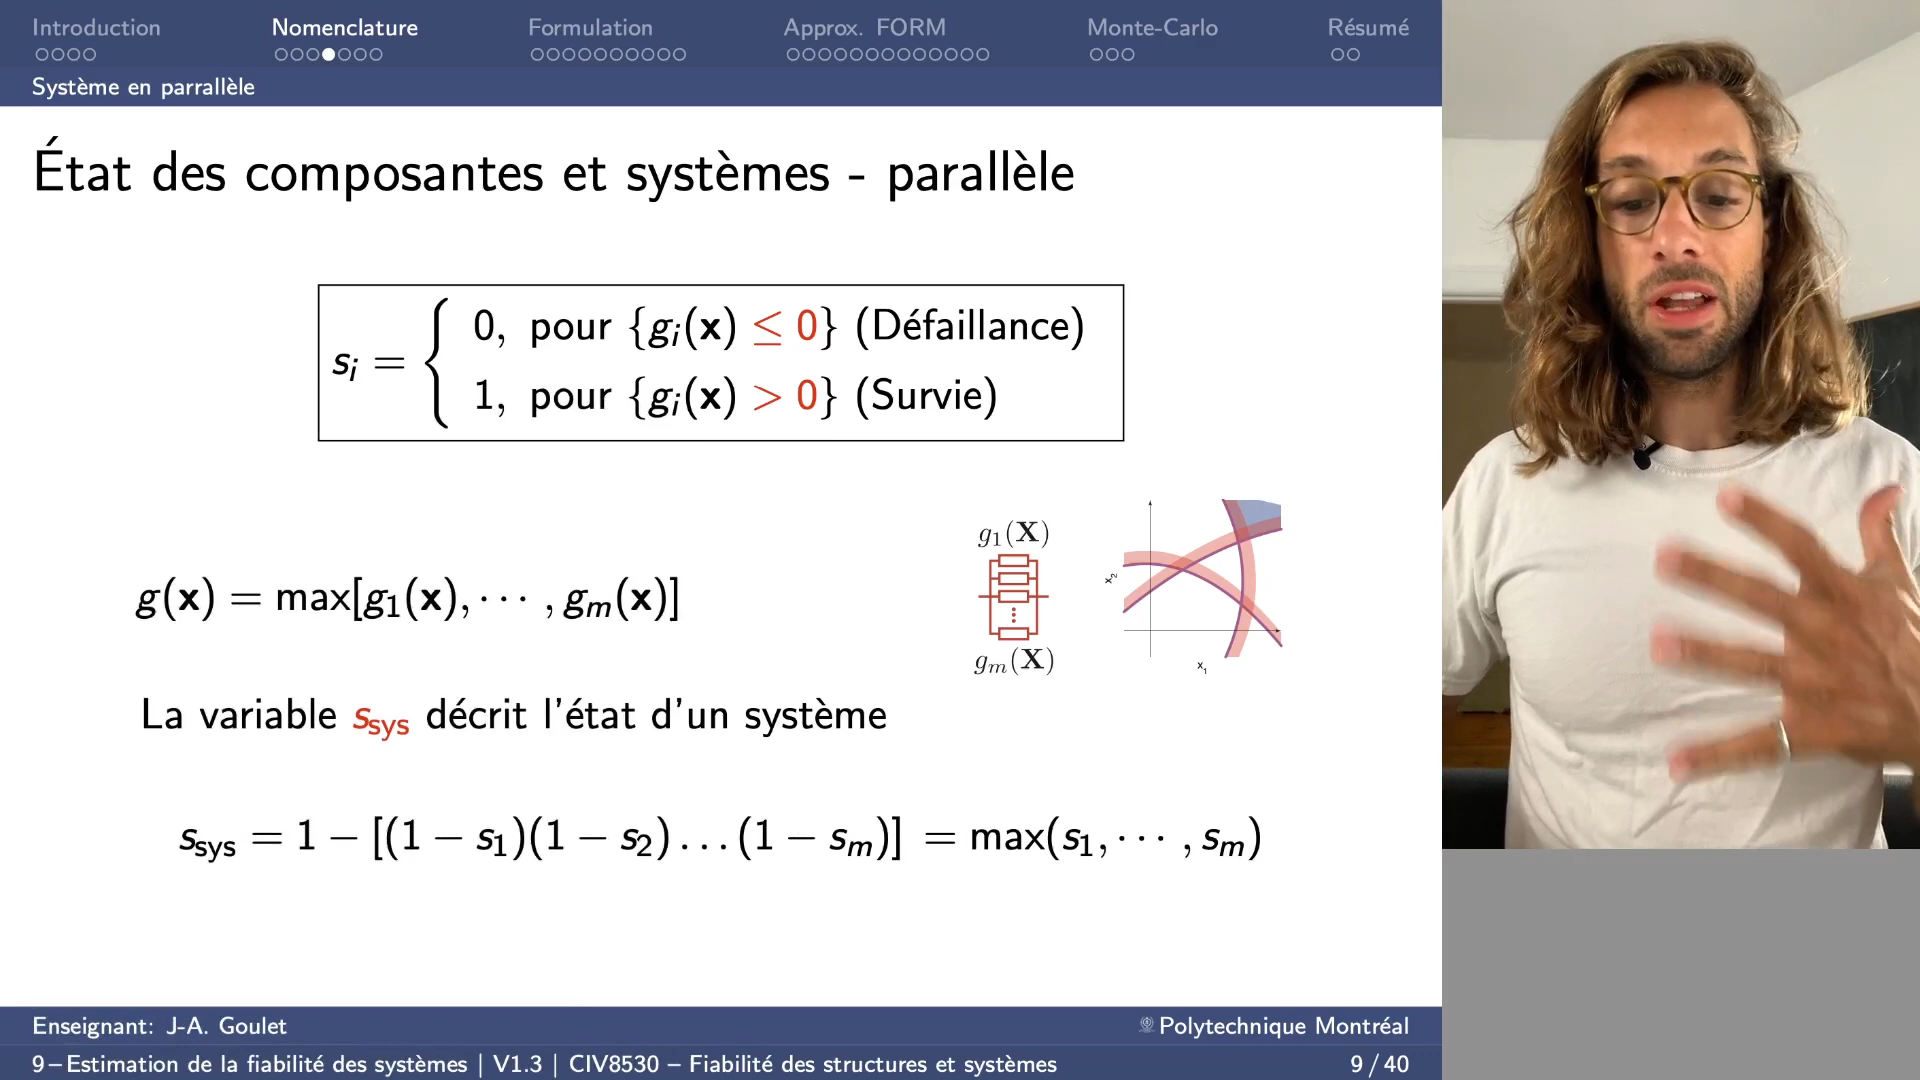 Introduction Nomenclature Formulation Approx. FORM Monte-Carlo Résumé
Système en parrallèle
État des composantes et systèmes - parallèle
s_i = { 0, pour {g_i(x) ≤ 0} (Défaillance)
1, pour {g_i(x) > 0} (Survie)
g_1(X)
g_m(X)
x_2
x_1
g(x) = max[g_1(x), ⋯ , g_m(x)]
La variable s_sys décrit l'état d'un système
s_sys = 1 − [(1 − s_1)(1 − s_2) … (1 − s_m)] = max(s_1, ⋯ , s_m)
Enseignant: J-A. Goulet Polytechnique Montréal
9 – Estimation de la fiabilité des systèmes | V1.3 | CIV8530 – Fiabilité des structures et systèmes 9 / 40